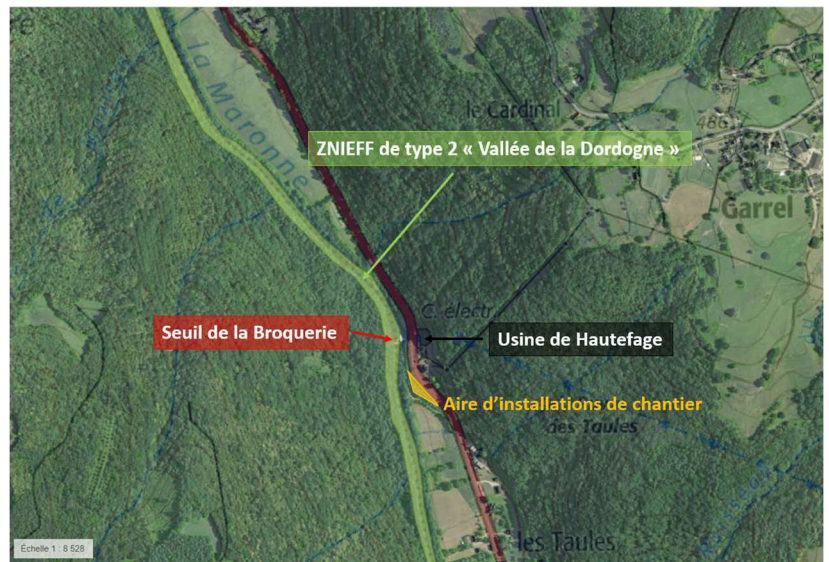 la Maronne
le Cardinal
486
ZNIEFF de type 2 « Vallée de la Dordogne »
Garrel
C. électr.
Seuil de la Broquerie
Usine de Hautefage
Aire d’installations de chantier
des Taules
les Taules
Échelle 1 : 8 528